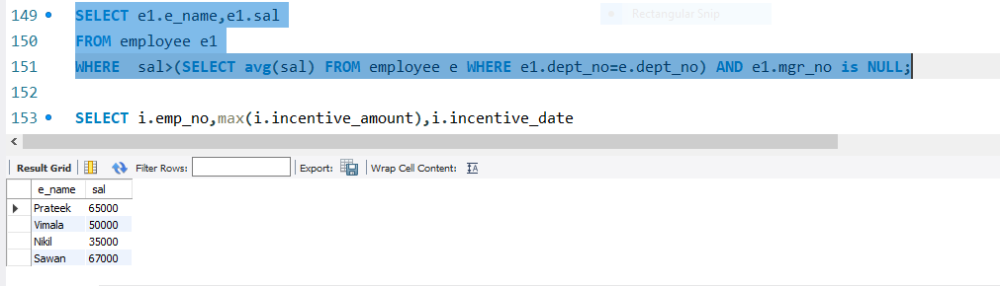 149 SELECT e1.e_name,e1.sal
Rectangular Snip
150 FROM employee e1
151 WHERE  sal>(SELECT avg(sal) FROM employee e WHERE e1.dept_no=e.dept_no) AND e1.mgr_no is NULL;
152
153 SELECT i.emp_no,max(i.incentive_amount),i.incentive_date
Result Grid Filter Rows: Export: Wrap Cell Content: IA
e_name sal
Prateek 65000
Vimala 50000
Nikil 35000
Sawan 67000